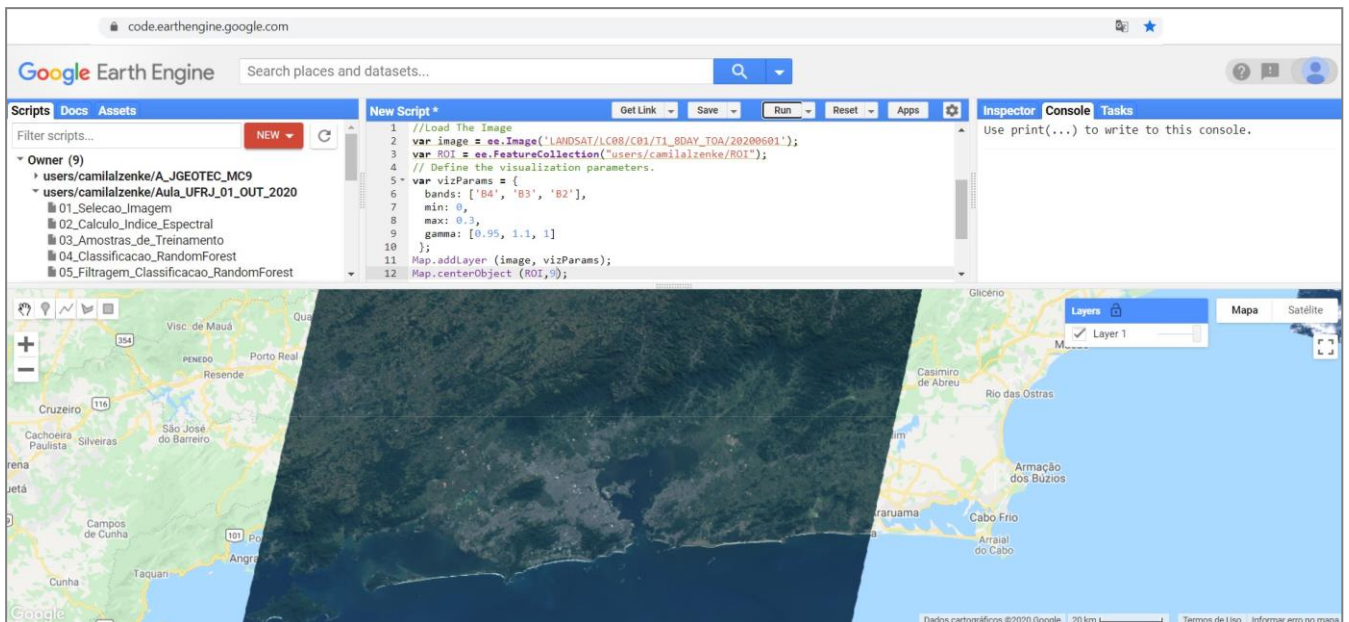 code.earthengine.google.com
Google Earth Engine
Search places and datasets...
Scripts Docs Assets
Filter scripts...
NEW
Owner (9)
users/camilalzenke/A_JGEOTEC_MC9
users/camilalzenke/Aula_UFRJ_01_OUT_2020
01_Selecao_Imagem
02_Calculo_Indice_Espectral
03_Amostras_de_Treinamento
04_Classificacao_RandomForest
05_Filtragem_Classificacao_RandomForest
New Script *
Get Link Save Run Reset Apps
1 //Load The Image
2 var image = ee.Image('LANDSAT/LC08/C01/T1_8DAY_TOA/20200601');
3 var ROI = ee.FeatureCollection("users/camilalzenke/ROI");
4 // Define the visualization parameters.
5 var vizParams = {
6 bands: ['B4', 'B3', 'B2'],
7 min: 0,
8 max: 0.3,
9 gamma: [0.95, 1.1, 1]
10 };
11 Map.addLayer (image, vizParams);
12 Map.centerObject (ROI,9);
Inspector Console Tasks
Use print(...) to write to this console.
Glicério
Layers
Layer 1
Mapa Satélite
Visc. de Mauá
Qua
354
PENEDO
Porto Real
Resende
Cruzeiro
116
São José
do Barreiro
Cachoeira
Paulista
Silveiras
rena
uetá
Campos
de Cunha
101
Po
Angra
Cunha
Taquari
Casimiro
de Abreu
Rio das Ostras
im
Armação
dos Búzios
Araruama
Cabo Frio
Arraial
do Cabo
Google
Dados cartográficos ©2020 Google
20 km
Termos de Uso
Informar erro no mapa